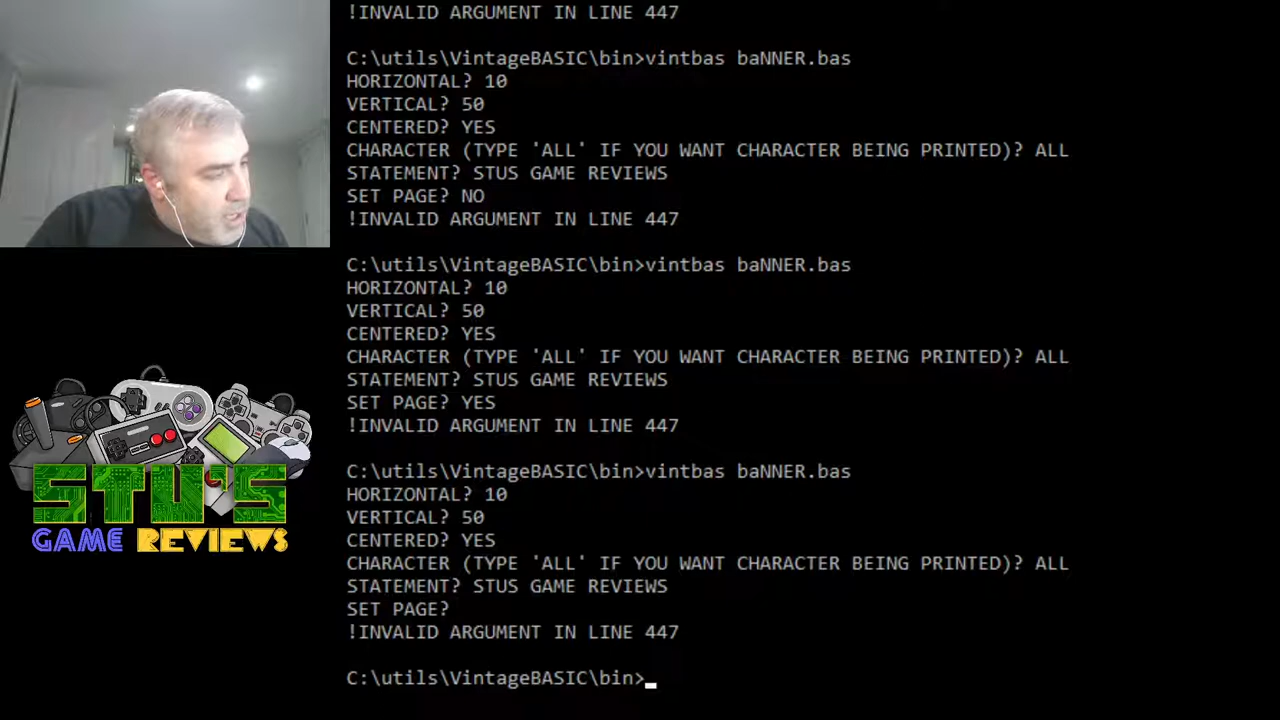 !INVALID ARGUMENT IN LINE 447
C:\utils\VintageBASIC\bin>vintbas baNNER.bas
HORIZONTAL? 10
VERTICAL? 50
CENTERED? YES
CHARACTER (TYPE 'ALL' IF YOU WANT CHARACTER BEING PRINTED)? ALL
STATEMENT? STUS GAME REVIEWS
SET PAGE? NO
!INVALID ARGUMENT IN LINE 447
C:\utils\VintageBASIC\bin>vintbas baNNER.bas
HORIZONTAL? 10
VERTICAL? 50
CENTERED? YES
CHARACTER (TYPE 'ALL' IF YOU WANT CHARACTER BEING PRINTED)? ALL
STATEMENT? STUS GAME REVIEWS
SET PAGE? YES
!INVALID ARGUMENT IN LINE 447
C:\utils\VintageBASIC\bin>vintbas baNNER.bas
HORIZONTAL? 10
VERTICAL? 50
CENTERED? YES
CHARACTER (TYPE 'ALL' IF YOU WANT CHARACTER BEING PRINTED)? ALL
STATEMENT? STUS GAME REVIEWS
SET PAGE?
!INVALID ARGUMENT IN LINE 447
C:\utils\VintageBASIC\bin>
STU'S
GAME REVIEWS